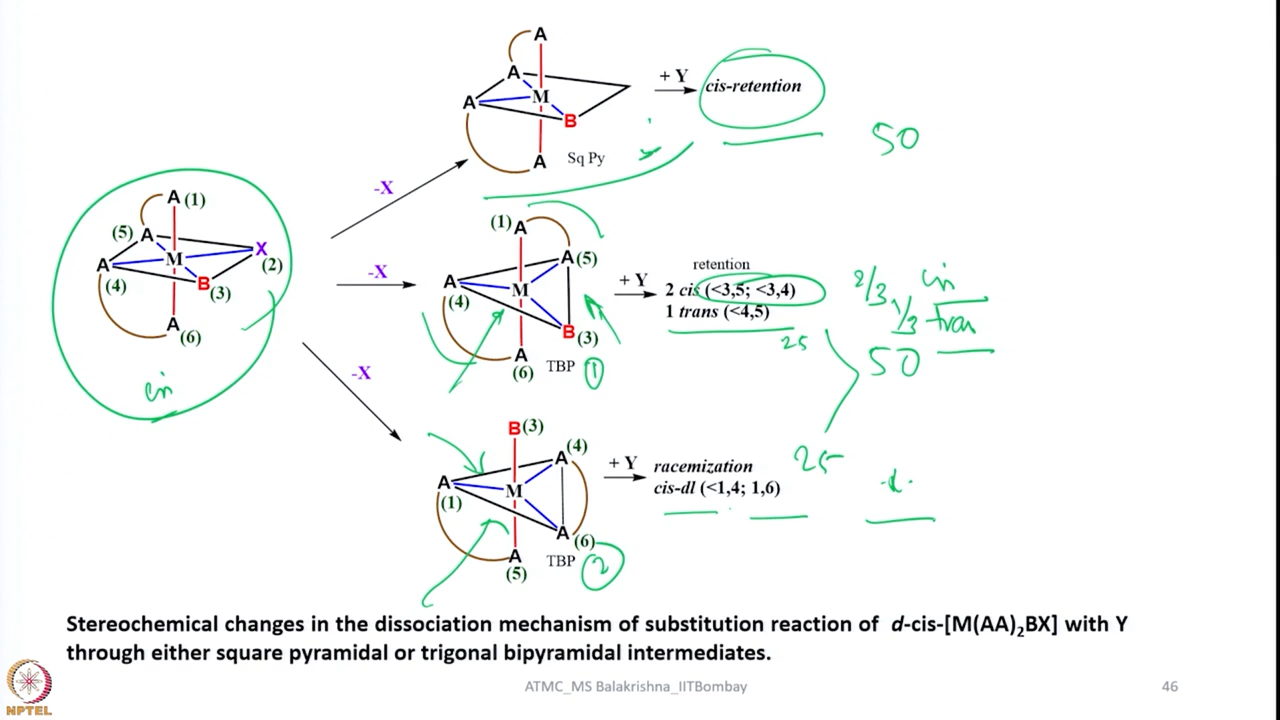 A
A
+ Y
cis-retention
M
A
B
50
A
Sq Py
-X
A (1)
(5) A
X
M
(2)
A
(4)
B
(3)
A
(6)
cis
-X
(1) A
A (5)
A
M
(4)
B (3)
A
(6)
TBP
1
+ Y
retention
2 cis (<3,5; <3,4)
1 trans (<4,5)
2/3 cis
1/3 tran
25
50
-X
B (3)
(4)
A
A
M
(1)
A
(6)
A
(5)
TBP
2
+ Y
racemization
cis-dl (<1,4; 1,6)
25
Stereochemical changes in the dissociation mechanism of substitution reaction of d-cis-[M(AA)₂BX] with Y
through either square pyramidal or trigonal bipyramidal intermediates.
NPTEL
ATMC_MS Balakrishna_IITBombay
46